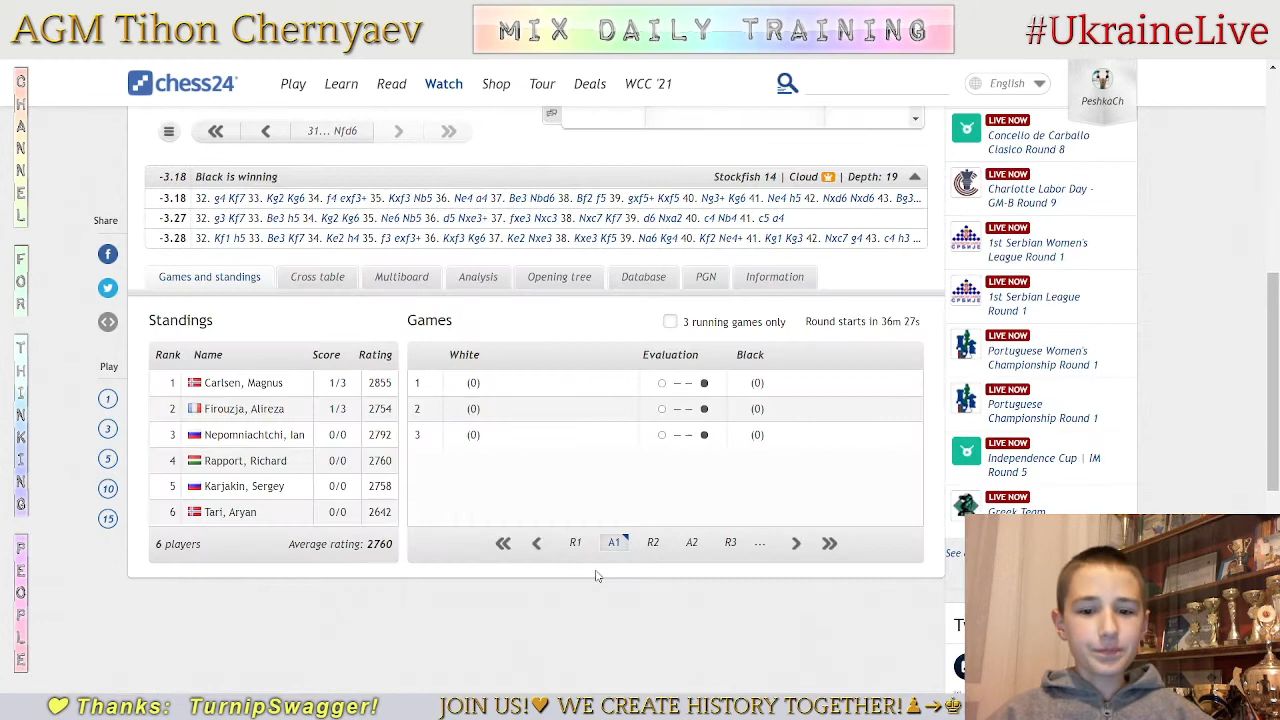 AGM Tihon Chernyaev
MIX DAILY TRAINING
#UkraineLive
CHANNEL
FOR
THINKING
PEOPLE
chess24
Play
Learn
Read
Watch
Shop
Tour
Deals
WCC '21
English
PeshkaCh
31... Nfd6
-3.18 Black is winning Stockfish 14 | Cloud | Depth: 19
-3.18 32. g4 Kf7 33. Kg2 Kg6 34. f4 exf3+ 35. Kxf3 Nb5 36. Ne4 a4 37. Be3 Nbd6 38. Bf2 f5 39. gxf5+ Kxf5 40. Ng3+ Kg6 41. Ne4 h5 42. Nxd6 Nxd6 43. Bg3...
-3.27 32. g3 Kf7 33. Be3 h5 34. Kg2 Kg6 35. Ne6 Nb5 36. d5 Nxe3+ 37. fxe3 Nxc3 38. Nxc7 Kf7 39. d6 Nxa2 40. c4 Nb4 41. c5 a4
-3.28 32. Kf1 h5 33. g3 Kf7 34. Ke2 h4 35. f3 exf3+ 36. Kxf3 Kg6 37. Ke2 Nxe3 38. Kxe3 Kf5 39. Na6 Kg4 40. Kf2 Ne4+ 41. Kg1 Kg3 42. Nxc7 g4 43. c4 h3 ...
Share
Play
1
3
5
10
15
Games and standings
Cross table
Multiboard
Analysis
Opening tree
Database
PGN
Information
Standings
Rank Name Score Rating
1 Carlsen, Magnus 1/3 2855
2 Firouzja, Alireza 1/3 2754
3 Nepomniachtchi, Ian 0/0 2792
4 Rapport, Richard 0/0 2760
5 Karjakin, Sergey 0/0 2758
6 Tari, Aryan 0/0 2642
6 players Average rating: 2760
Games
3 running games only Round starts in 36m 27s
White Evaluation Black
1 (0) (0)
2 (0) (0)
3 (0) (0)
R1 A1 R2 A2 R3 ...
LIVE NOW
Concello de Carballo
Clasico Round 8
LIVE NOW
Charlotte Labor Day -
GM-B Round 9
LIVE NOW
1st Serbian Women's
League Round 1
LIVE NOW
1st Serbian League
Round 1
LIVE NOW
Portuguese Women's
Championship Round 1
LIVE NOW
Portuguese
Championship Round 1
LIVE NOW
Independence Cup | IM
Round 5
LIVE NOW
Greek Team
Thanks: TurnipSwagger!
JOIN US! WE CREATE HISTORY TOGETHER!